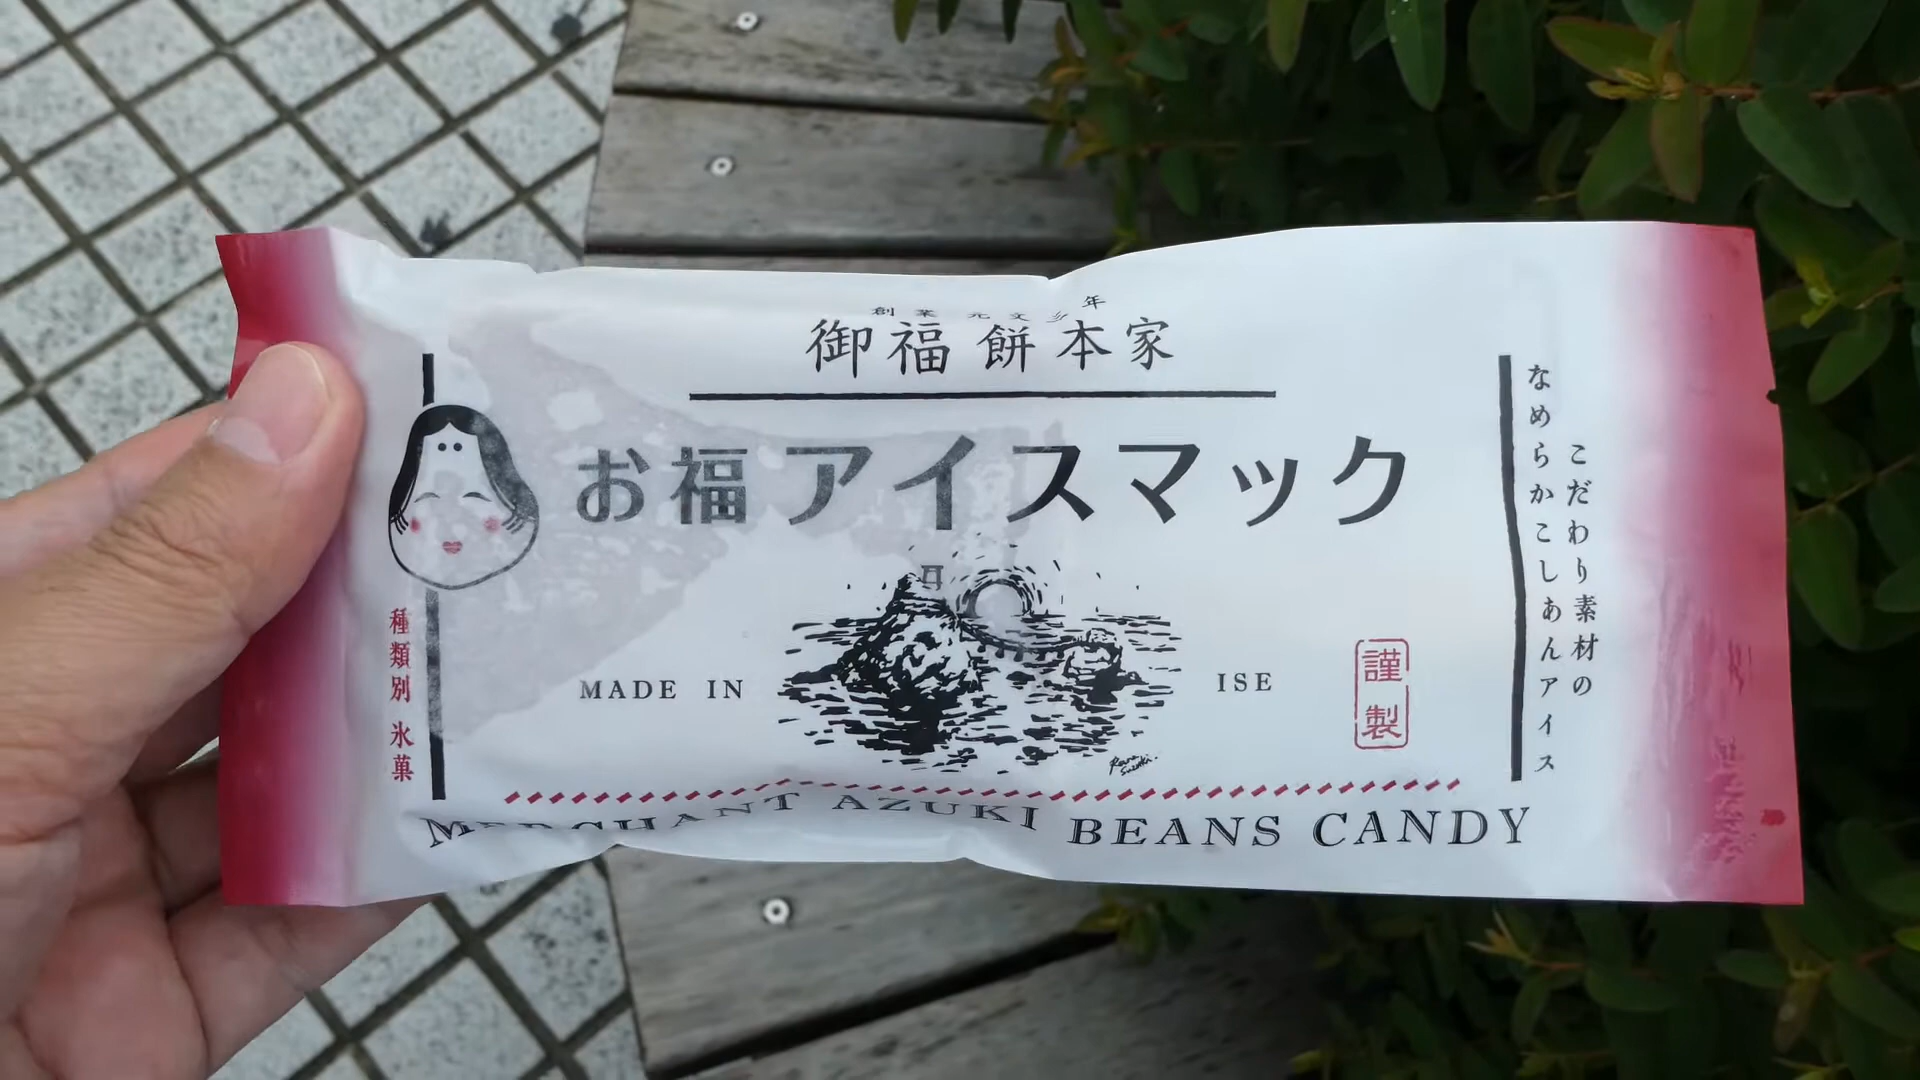 創業 元文三年
御福餅本家
お福アイスマック
こだわり素材の
なめらかこしあんアイス
種類別 氷菓
MADE IN ISE
謹製
MERCHANT AZUKI BEANS CANDY